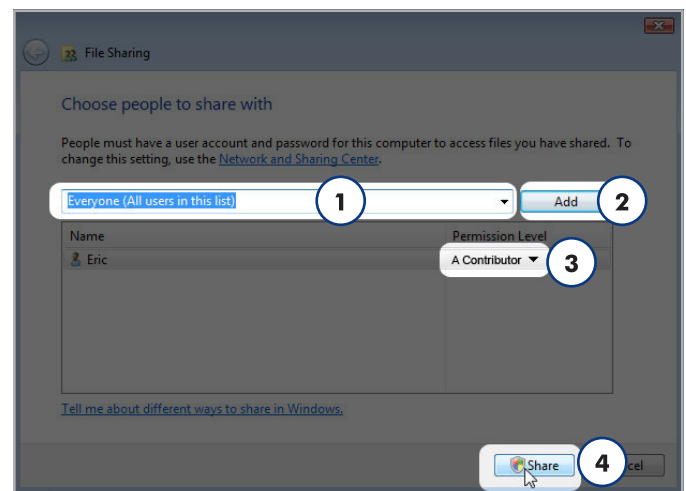 File Sharing
Choose people to share with
People must have a user account and password for this computer to access files you have shared. To
change this setting, use the Network and Sharing Center.
Everyone (All users in this list)
1
Add
2
Name
Permission Level
Eric
A Contributor
3
Tell me about different ways to share in Windows.
Share
4